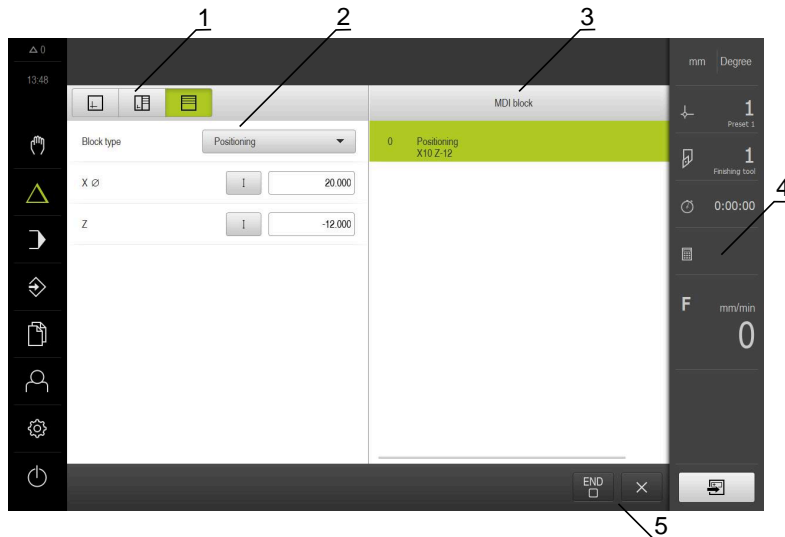 1
2
3
0
13:48
mm Degree
MDI block
1
Preset 1
Block type
Positioning
0 Positioning
X10 Z-12
1
Finishing tool
X Ø
I
20.000
4
0:00:00
Z
I
-12.000
F mm/min
0
END
5